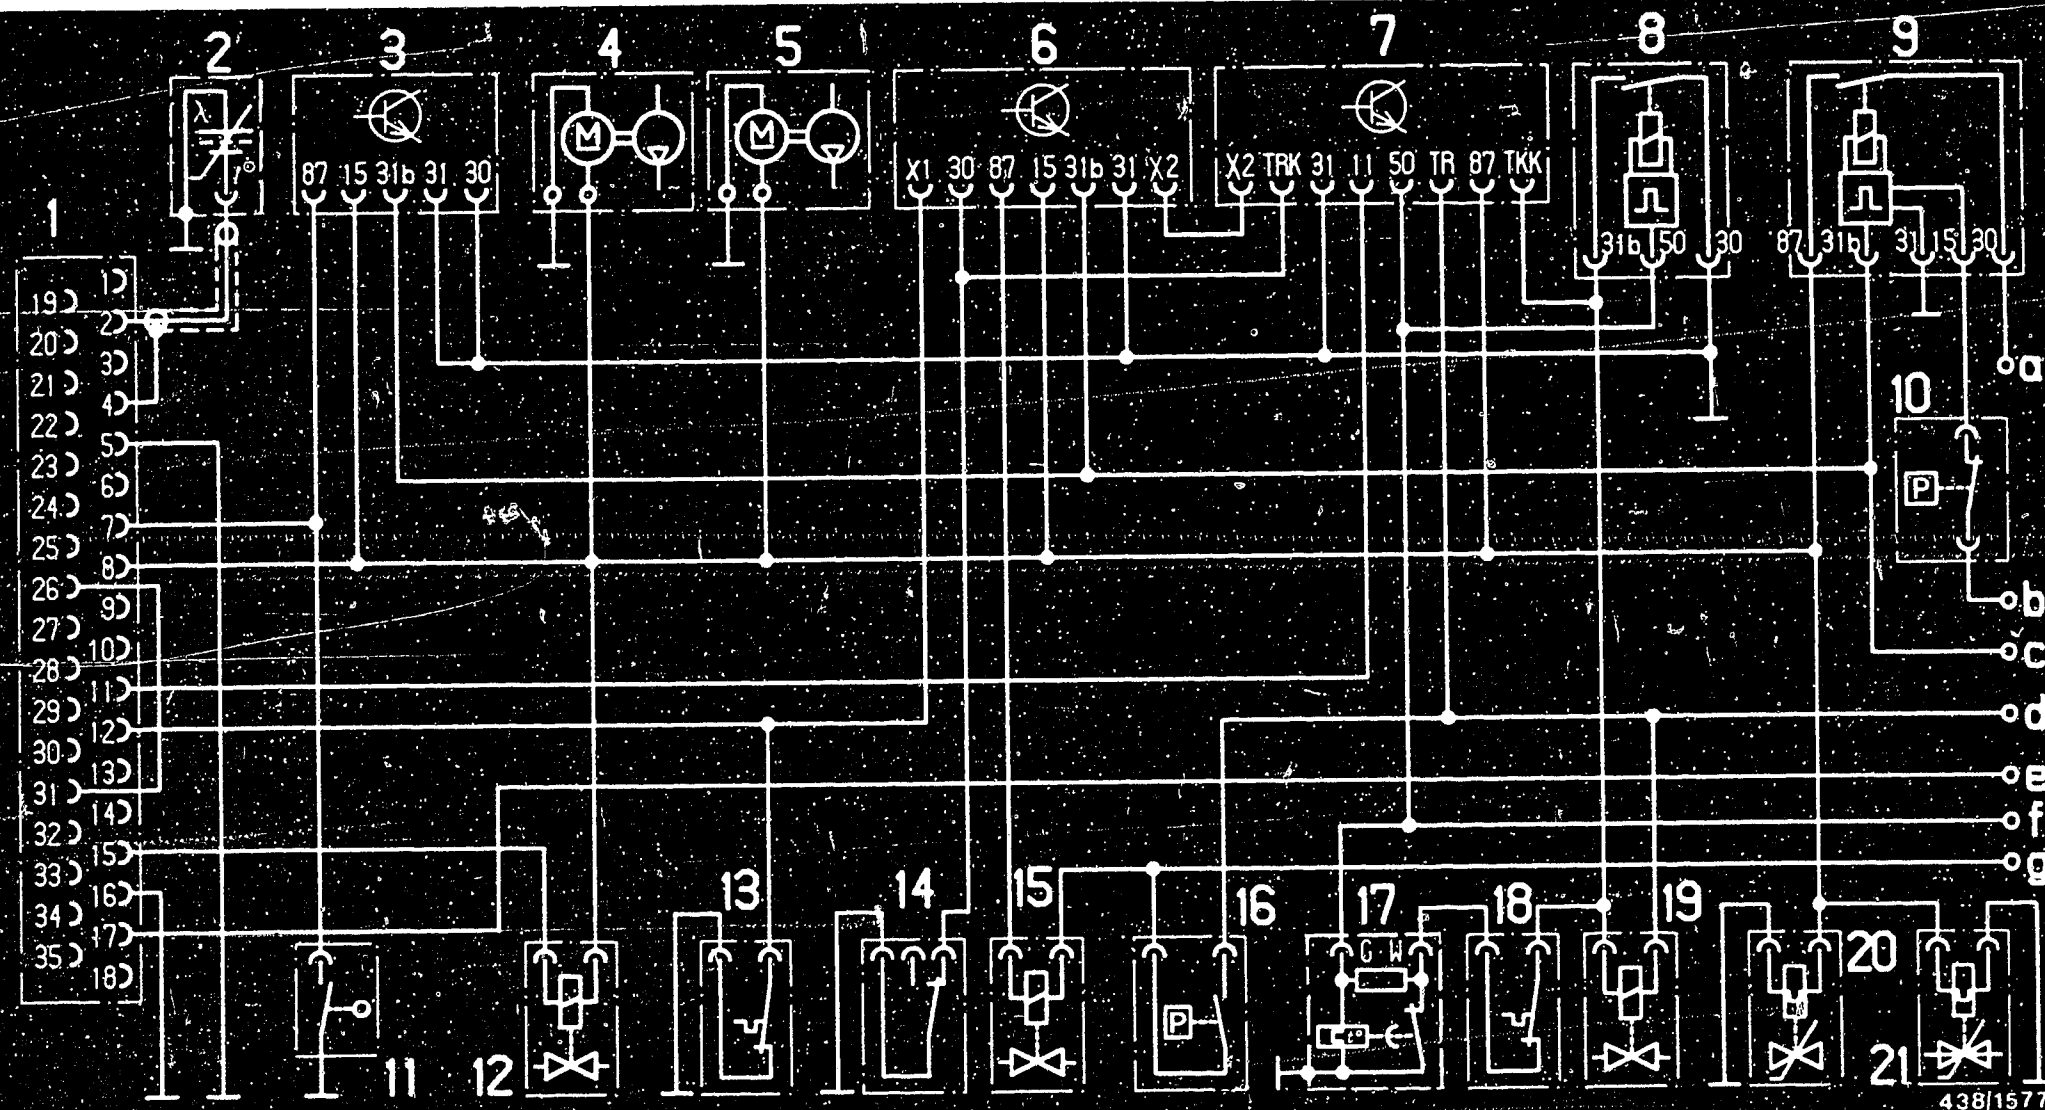 2 3 4 5 6 7 8 9
λ
M M
87 15 31b 31 30
X1 30 87 15 31b 31 X2
X2 TRK 31 11 50 TR 87 TKK
31b 50 30
87 31b 31 15 30
1
1
19
2
20
3
21
4
22
5
23
6
24
7
25
8
26
9
27
10
28
11
29
12
30
13
31
14
32
15
33
16
34
17
35
18
a
10
P
b
c
d
e
f
g
13 14 15 16 17 18 19
G W
20
P
11 12 21
438/1577